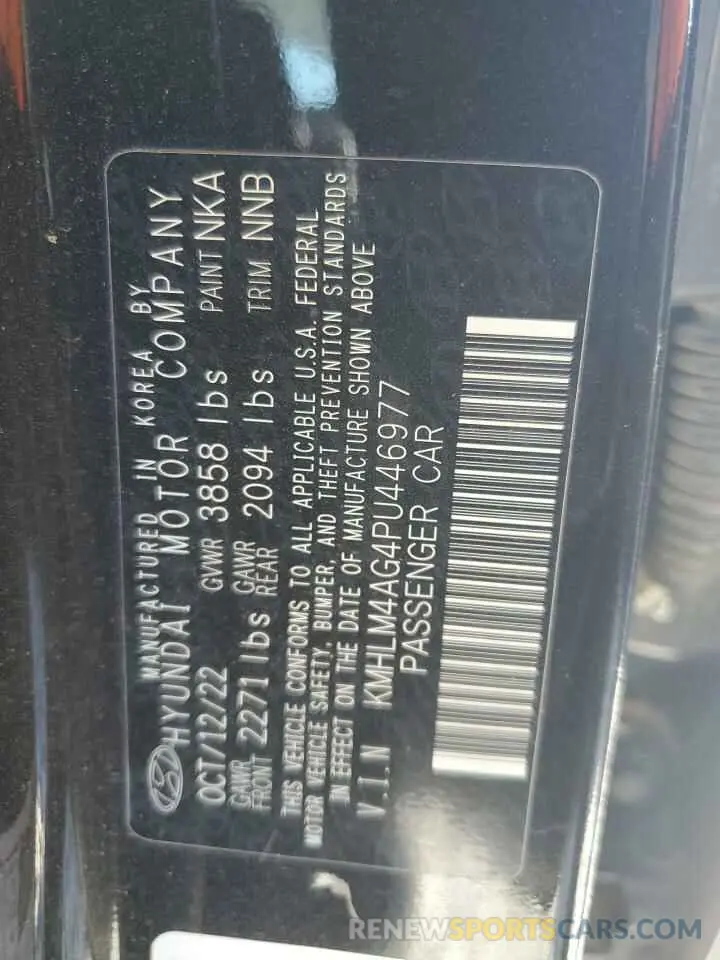 MANUFACTURED IN KOREA BY
HYUNDAI MOTOR COMPANY
OCT/12/22 GVWR 3858 lbs PAINT NKA
GAWR FRONT 2271 lbs GAWR REAR 2094 lbs TRIM NNB
THIS VEHICLE CONFORMS TO ALL APPLICABLE U.S.A. FEDERAL
MOTOR VEHICLE SAFETY, BUMPER, AND THEFT PREVENTION STANDARDS
IN EFFECT ON THE DATE OF MANUFACTURE SHOWN ABOVE
V.I.N KMHLM4AG4PU446977
PASSENGER CAR
RENEWSPORTSCARS.COM